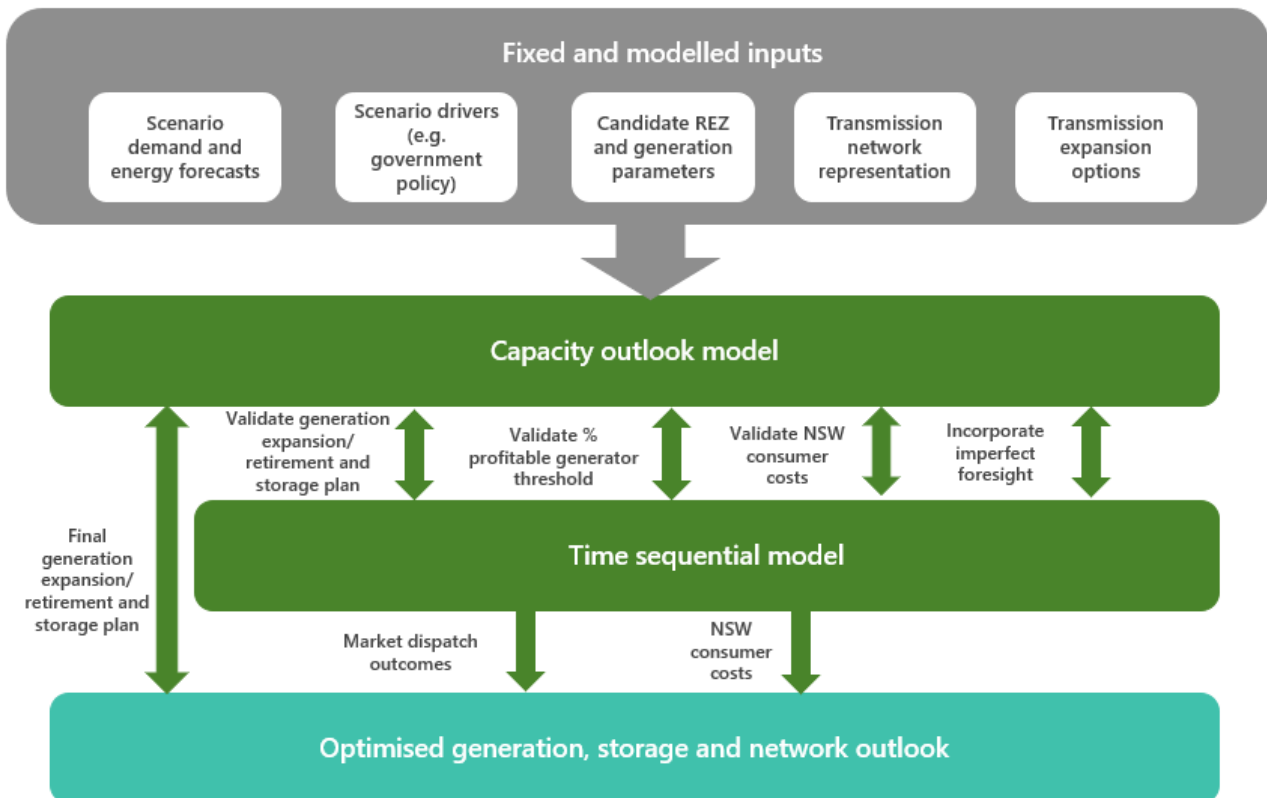 Fixed and modelled inputs
Scenario
demand and
energy forecasts
Scenario drivers
(e.g.
government
policy)
Candidate REZ
and generation
parameters
Transmission
network
representation
Transmission
expansion
options
Capacity outlook model
Validate generation
expansion/
retirement and
storage plan
Validate %
profitable generator
threshold
Validate NSW
consumer
costs
Incorporate
imperfect
foresight
Final
generation
expansion/
retirement and
storage plan
Time sequential model
Market dispatch
outcomes
NSW
consumer
costs
Optimised generation, storage and network outlook